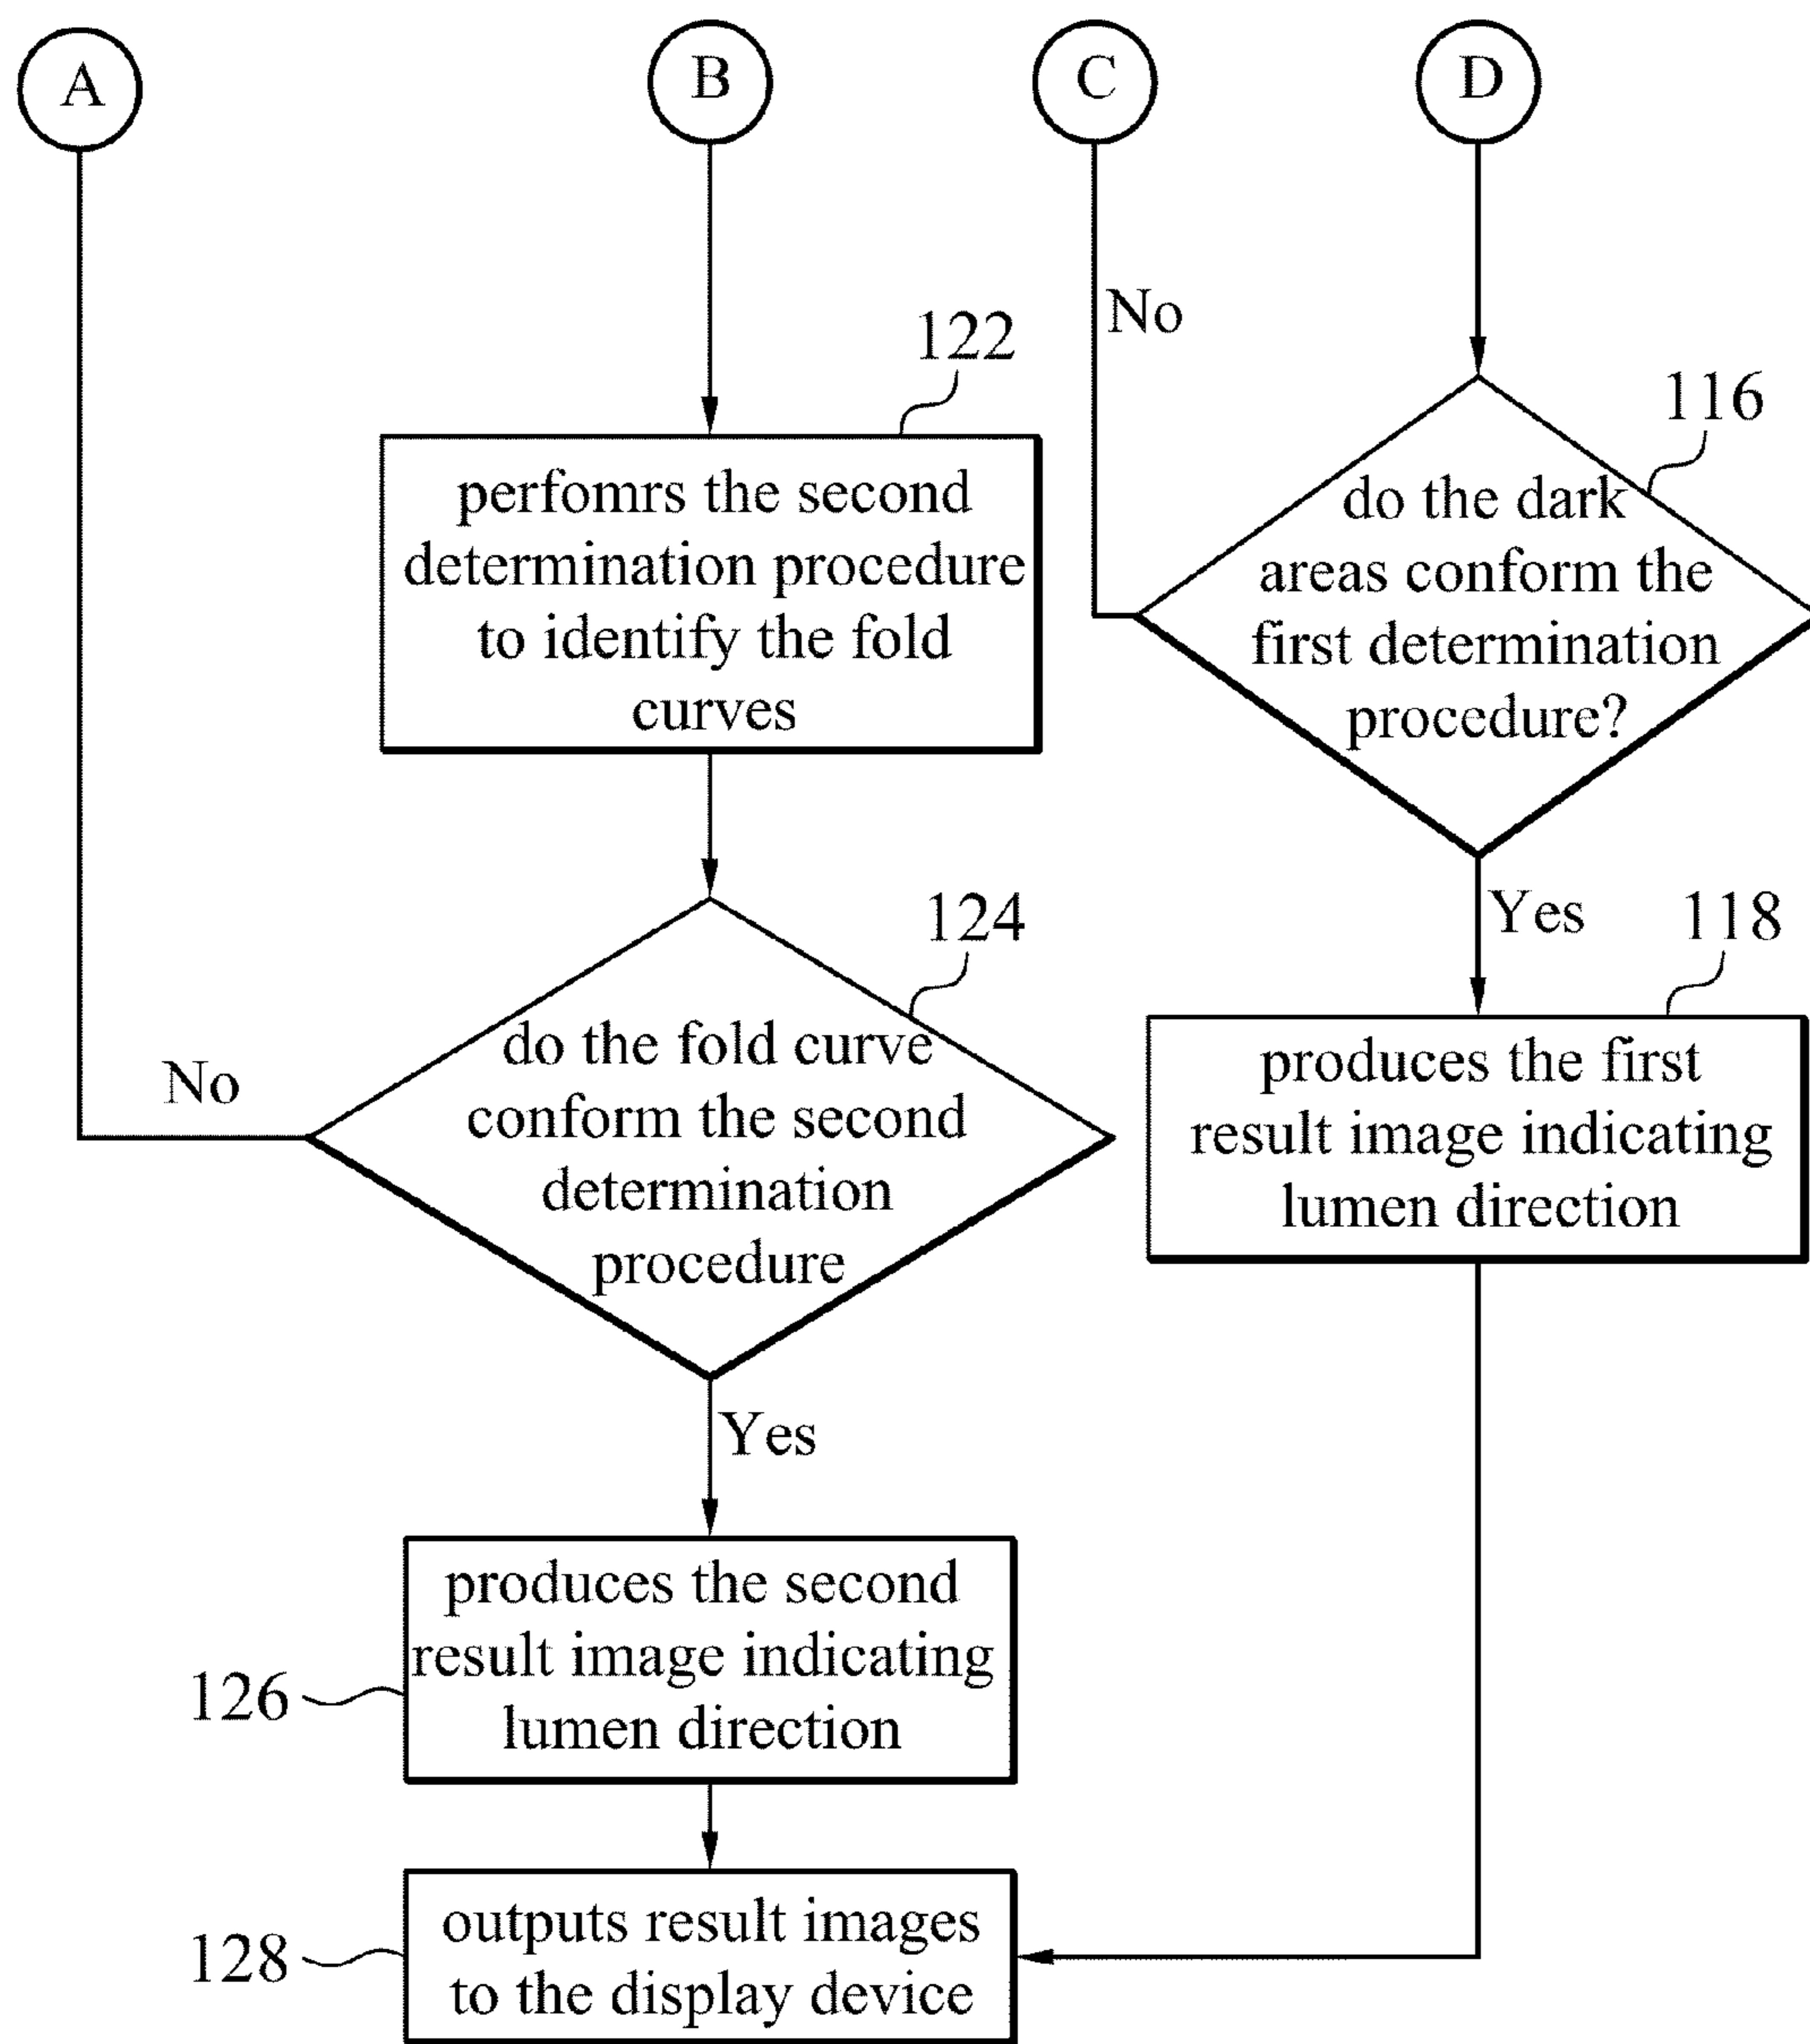 A
B
C
D
No
122
116
perfomrs the second
determination procedure
to identify the fold
curves
do the dark
areas conform the
first determination
procedure?
124
Yes
118
do the fold curve
conform the second
determination
procedure
No
produces the first
result image indicating
lumen direction
Yes
produces the second
result image indicating
lumen direction
126
outputs result images
to the display device
128